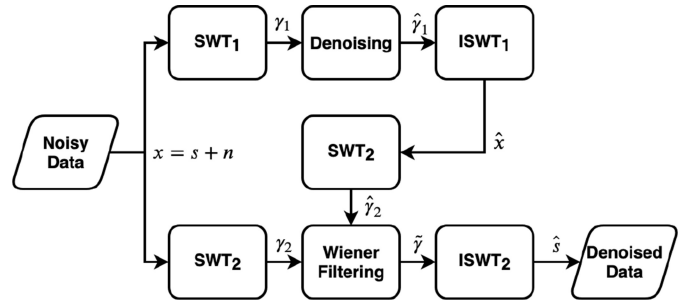 SWT₁
γ₁
Denoising
γ̂₁
ISWT₁
Noisy
Data
x = s + n
SWT₂
x̂
γ̂₂
SWT₂
γ₂
Wiener
Filtering
γ̃
ISWT₂
ŝ
Denoised
Data